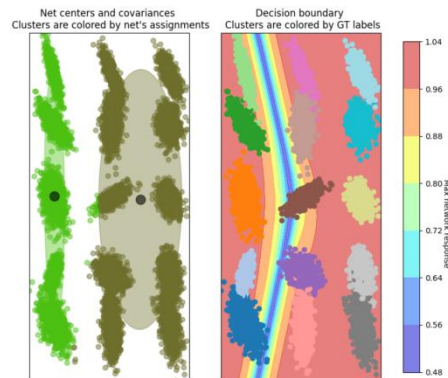 Net centers and covariances
Clusters are colored by net's assignments
Decision boundary
Clusters are colored by GT labels
1.04
0.96
0.88
0.80
0.72
0.64
0.56
0.48
Max network response